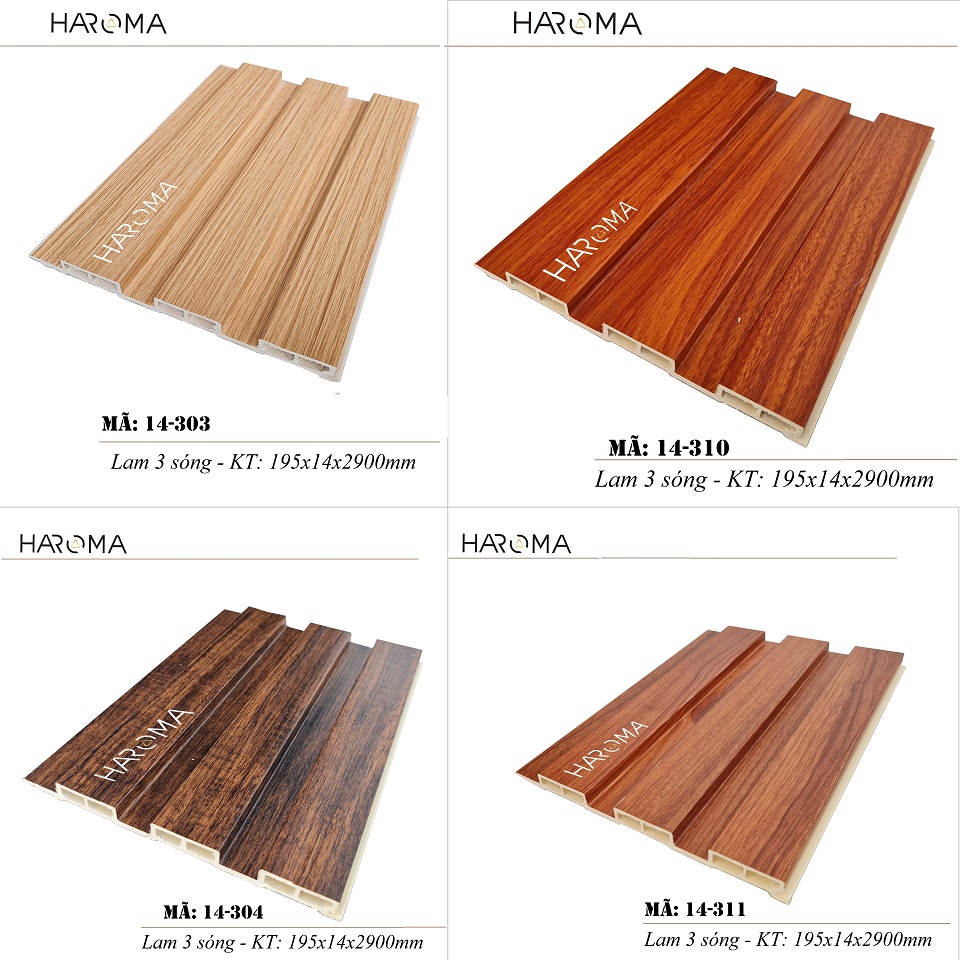 HAROMA
HAROMA
MÃ: 14-303
Lam 3 sóng - KT: 195x14x2900mm
HAROMA
HAROMA
MÃ: 14-310
Lam 3 sóng - KT: 195x14x2900mm
HAROMA
HAROMA
MÃ: 14-304
Lam 3 sóng - KT: 195x14x2900mm
HAROMA
HAROMA
MÃ: 14-311
Lam 3 sóng - KT: 195x14x2900mm